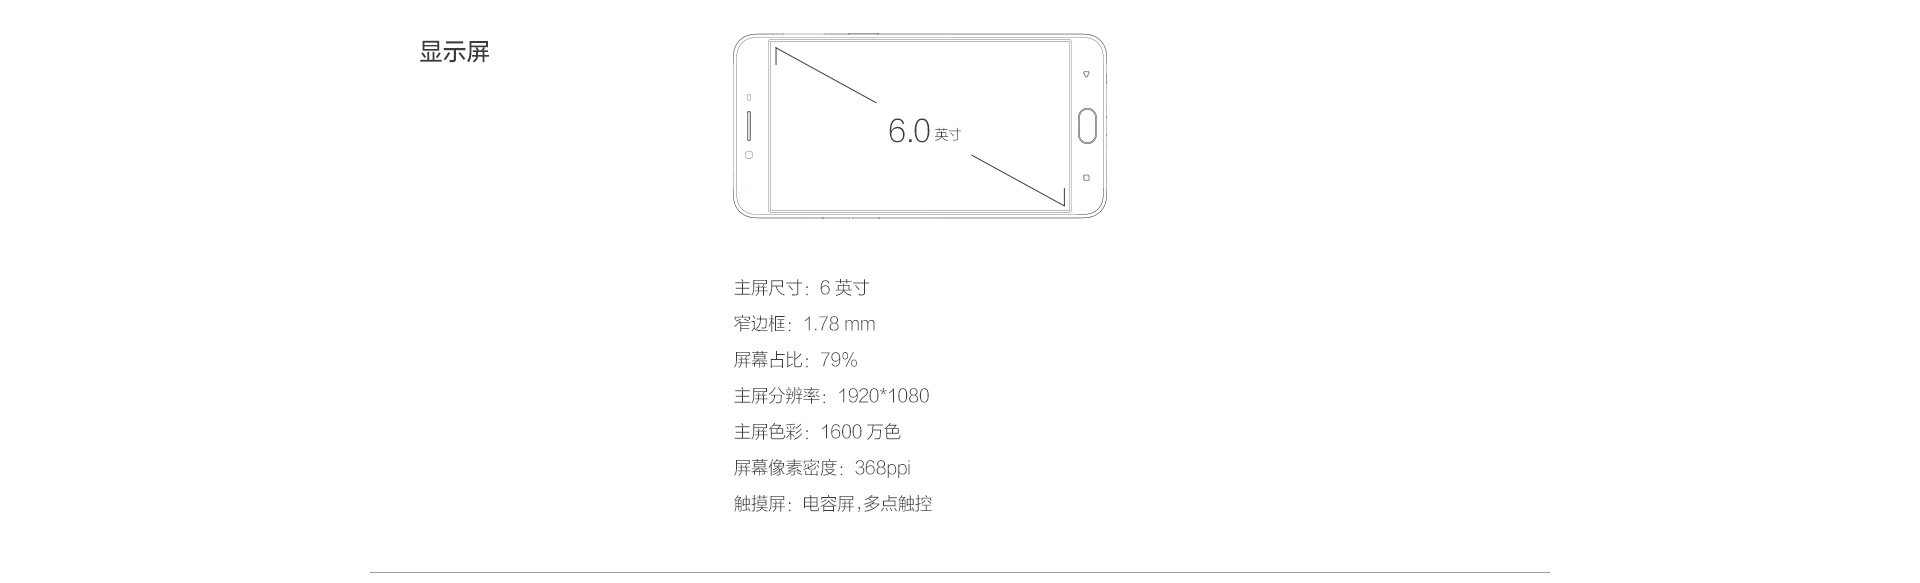 显示屏
6.0 英寸
主屏尺寸：6 英寸
窄边框：1.78 mm
屏幕占比：79%
主屏分辨率：1920*1080
主屏色彩：1600 万色
屏幕像素密度：368ppi
触摸屏：电容屏，多点触控